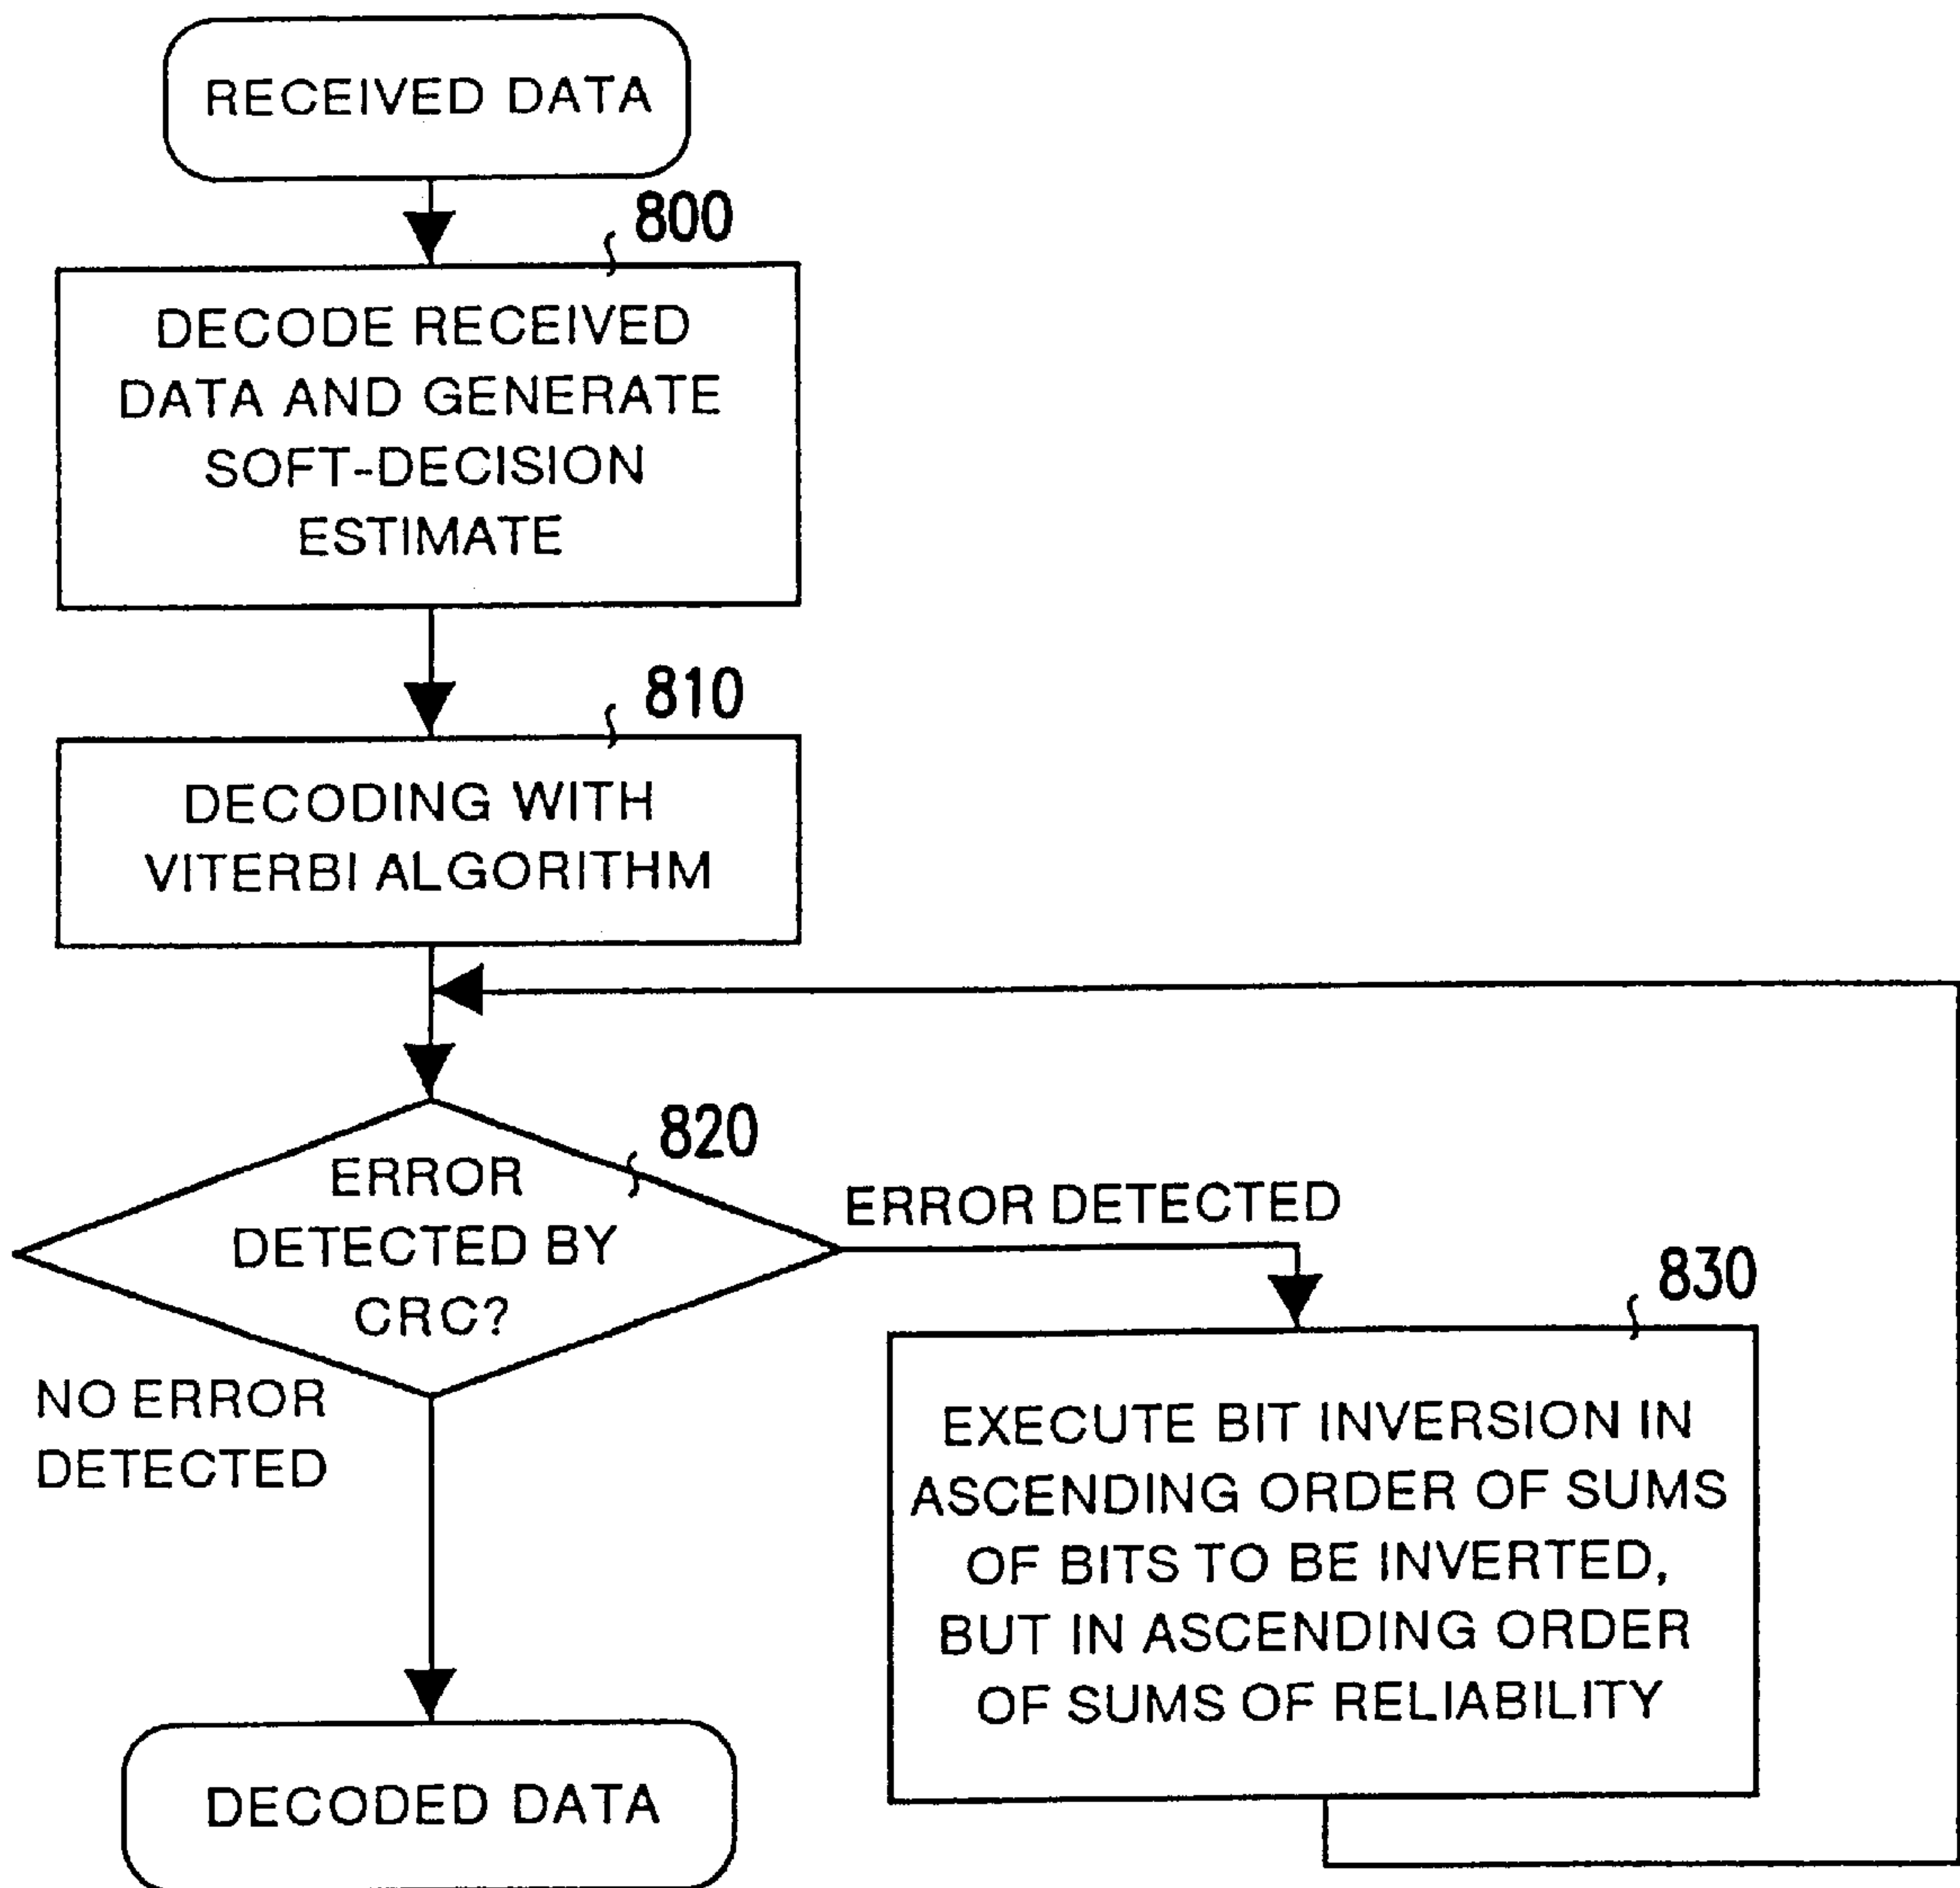 RECEIVED DATA
800
DECODE RECEIVED
DATA AND GENERATE
SOFT-DECISION
ESTIMATE
810
DECODING WITH
VITERBI ALGORITHM
820
ERROR
DETECTED BY
CRC?
ERROR DETECTED
830
NO ERROR
DETECTED
EXECUTE BIT INVERSION IN
ASCENDING ORDER OF SUMS
OF BITS TO BE INVERTED,
BUT IN ASCENDING ORDER
OF SUMS OF RELIABILITY
DECODED DATA